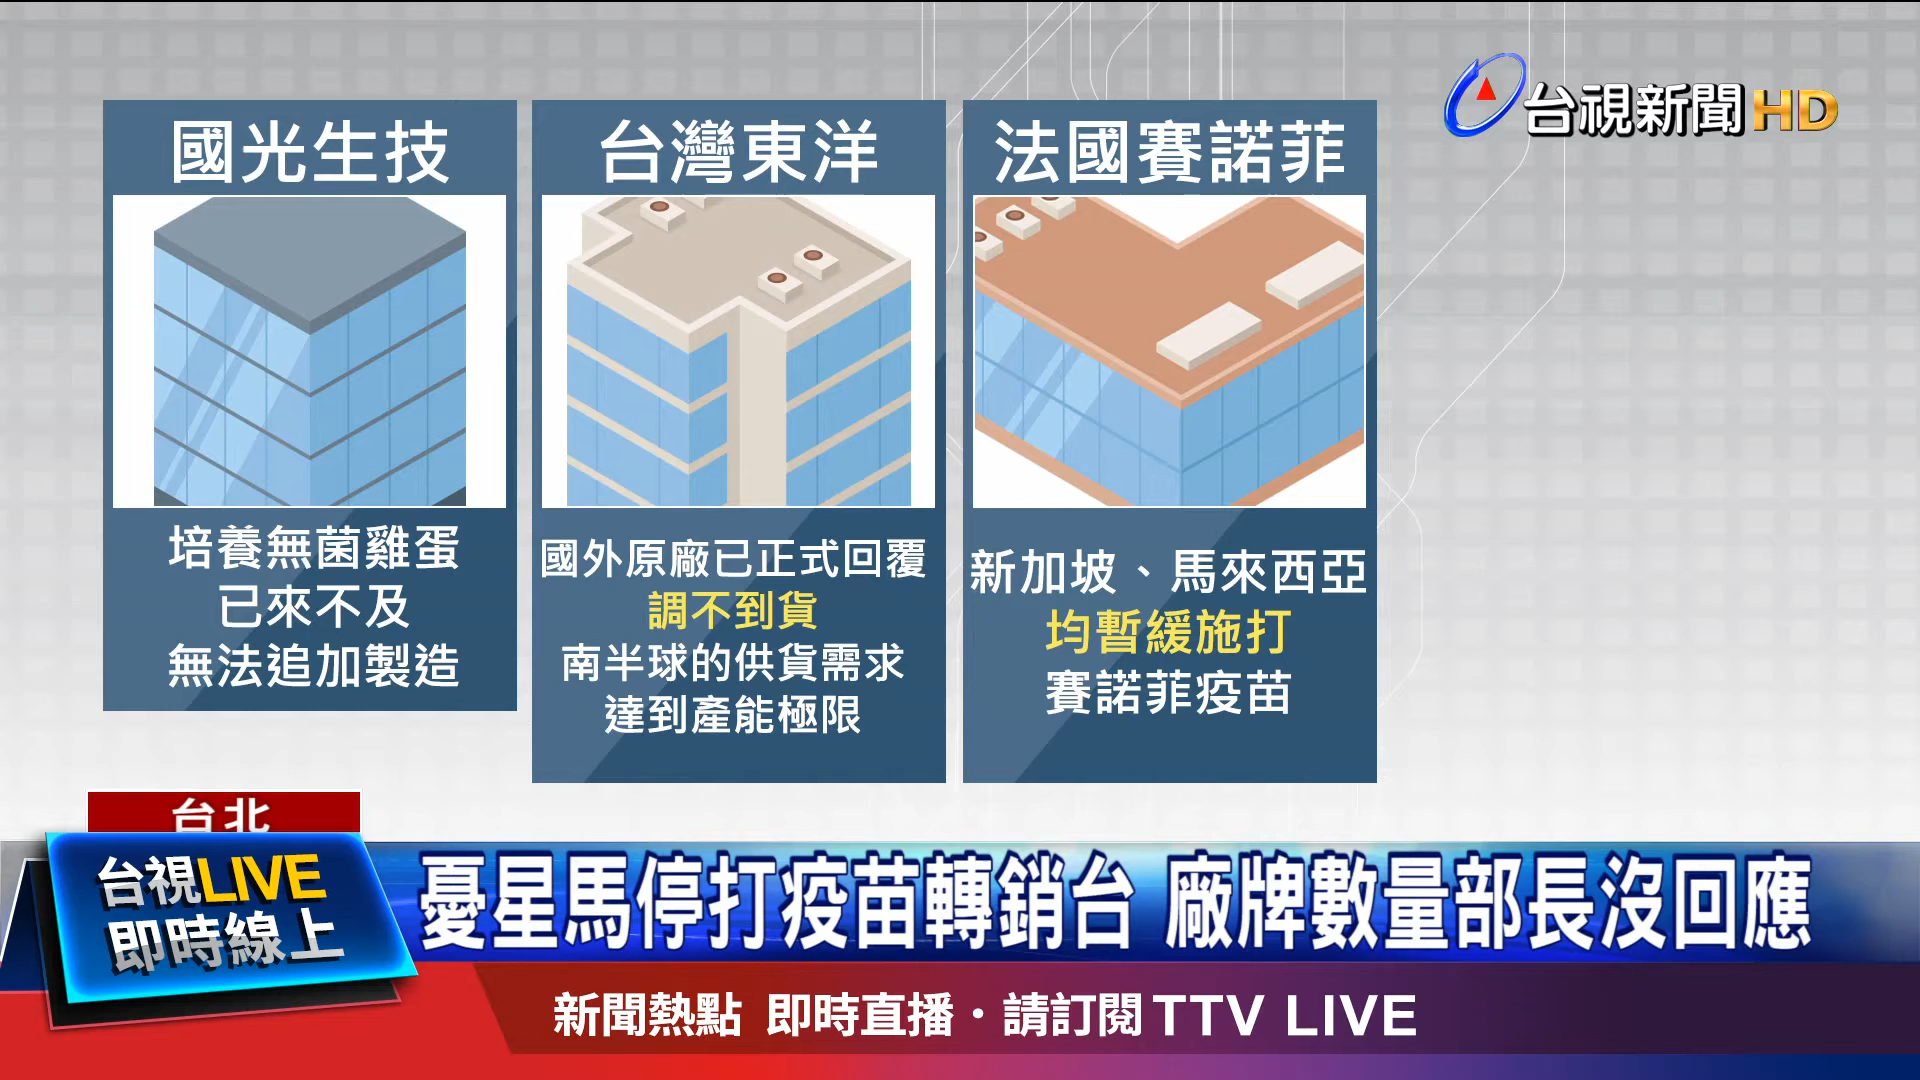 台視新聞HD
國光生技
培養無菌雞蛋
已來不及
無法追加製造
台灣東洋
國外原廠已正式回覆
調不到貨
南半球的供貨需求
達到產能極限
法國賽諾菲
新加坡、馬來西亞
均暫緩施打
賽諾菲疫苗
台北
台視LIVE
即時線上
憂星馬停打疫苗轉銷台 廠牌數量部長沒回應
新聞熱點 即時直播・請訂閱TTV LIVE